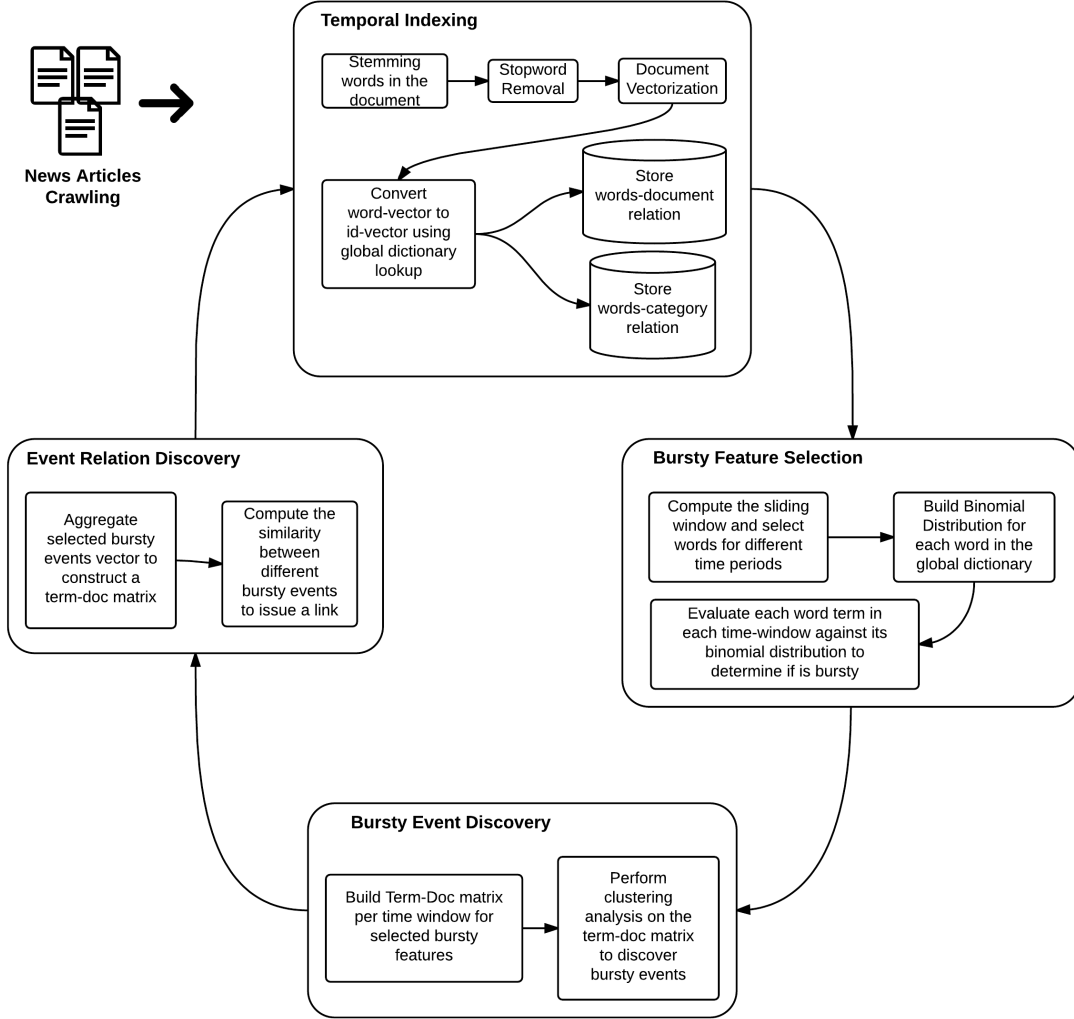 Temporal Indexing
Stemming
words in the
document
Stopword
Removal
Document
Vectorization
News Articles
Crawling
Convert
word-vector to
id-vector using
global dictionary
lookup
Store
words-document
relation
Store
words-category
relation
Event Relation Discovery
Aggregate
selected bursty
events vector to
construct a
term-doc matrix
Compute the
similarity
between
different
bursty events
to issue a link
Bursty Feature Selection
Compute the sliding
window and select
words for different
time periods
Build Binomial
Distribution for
each word in the
global dictionary
Evaluate each word term in
each time-window against its
binomial distribution to
determine if is bursty
Bursty Event Discovery
Build Term-Doc matrix
per time window for
selected bursty
features
Perform
clustering
analysis on the
term-doc matrix
to discover
bursty events